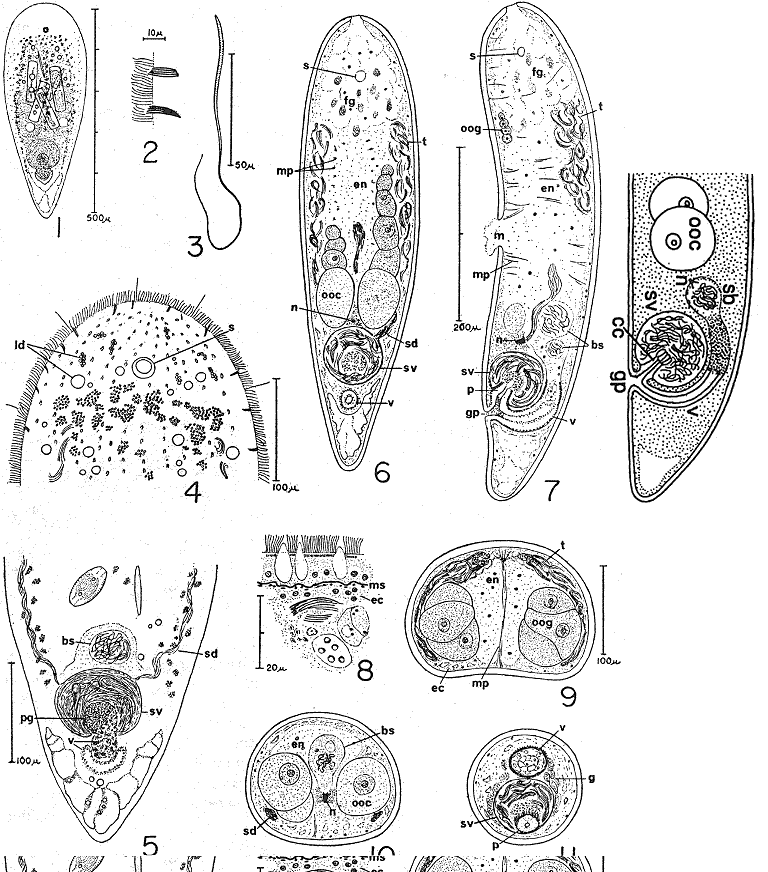 500μ
1
10μ
2
50μ
3
ld
s
100μ
4
s
fg
t
mp
en
ooc
n
sd
sv
v
6
s
fg
oog
t
en
m
mp
200μ
n
bs
sv
p
gp
v
7
ooc
n
sb
sv
cc
gp
v
bs
sd
sv
pg
v
100μ
5
ms
ec
20μ
8
t
en
oog
ec
mp
100μ
9
en
bs
ooc
n
sd
10
v
g
sv
p
11
ms